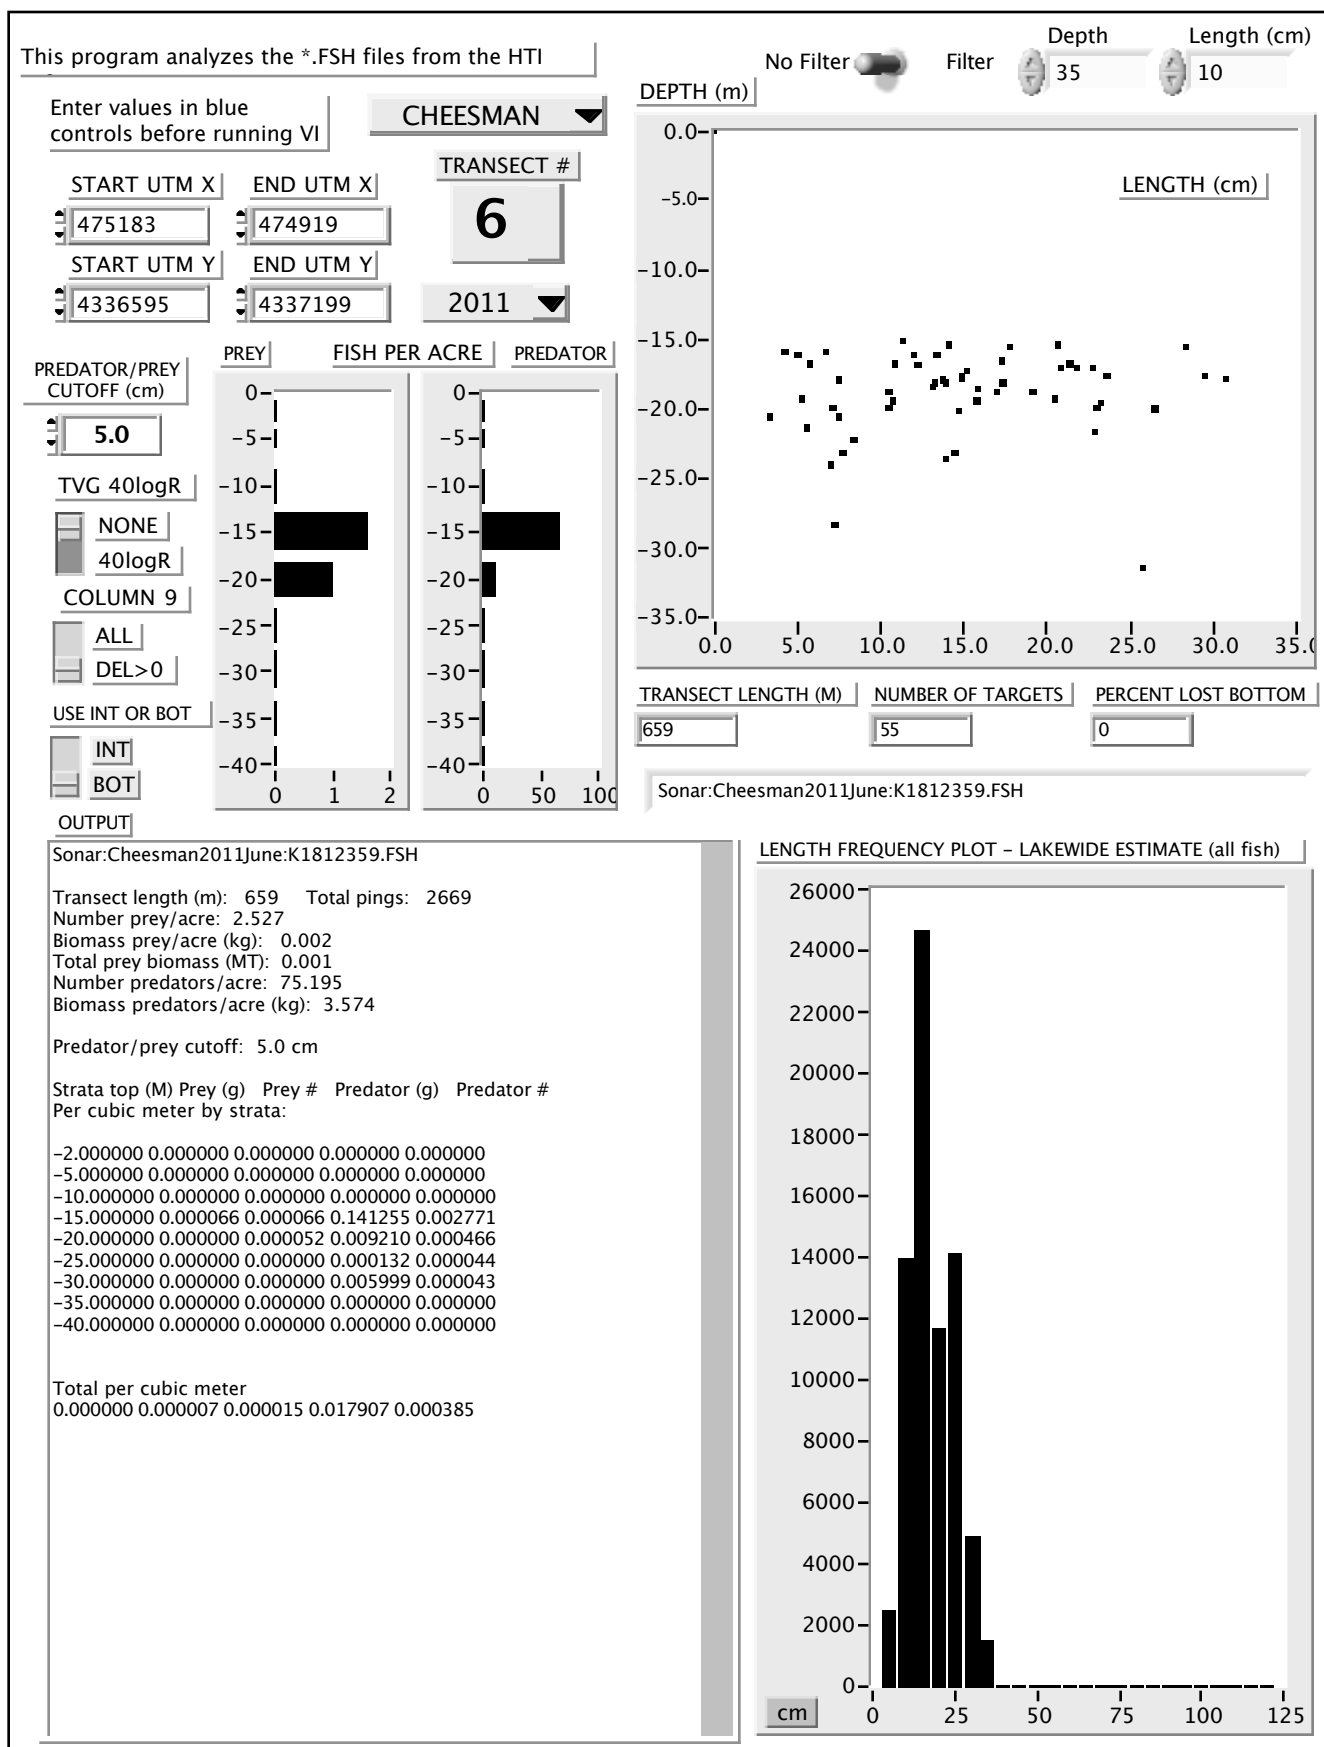 This program analyzes the *.FSH files from the HTI
No Filter
Filter
Depth
35
Length (cm)
10
Enter values in blue
controls before running VI
CHEESMAN
TRANSECT #
6
START UTM X
475183
END UTM X
474919
START UTM Y
4336595
END UTM Y
4337199
2011
DEPTH (m)
LENGTH (cm)
0.0
-5.0
-10.0
-15.0
-20.0
-25.0
-30.0
-35.0
0.0 5.0 10.0 15.0 20.0 25.0 30.0 35.0
PREDATOR/PREY
CUTOFF (cm)
5.0
TVG 40logR
NONE
40logR
COLUMN 9
ALL
DEL>0
USE INT OR BOT
INT
BOT
PREY
FISH PER ACRE
PREDATOR
0
-5
-10
-15
-20
-25
-30
-35
-40
0 1 2
0
-5
-10
-15
-20
-25
-30
-35
-40
0 50 100
TRANSECT LENGTH (M)
659
NUMBER OF TARGETS
55
PERCENT LOST BOTTOM
0
Sonar:Cheesman2011June:K1812359.FSH
OUTPUT
Sonar:Cheesman2011June:K1812359.FSH
Transect length (m): 659 Total pings: 2669
Number prey/acre: 2.527
Biomass prey/acre (kg): 0.002
Total prey biomass (MT): 0.001
Number predators/acre: 75.195
Biomass predators/acre (kg): 3.574
Predator/prey cutoff: 5.0 cm
Strata top (M) Prey (g) Prey # Predator (g) Predator #
Per cubic meter by strata:
-2.000000 0.000000 0.000000 0.000000 0.000000
-5.000000 0.000000 0.000000 0.000000 0.000000
-10.000000 0.000000 0.000000 0.000000 0.000000
-15.000000 0.000066 0.000066 0.141255 0.002771
-20.000000 0.000000 0.000052 0.009210 0.000466
-25.000000 0.000000 0.000000 0.000132 0.000044
-30.000000 0.000000 0.000000 0.005999 0.000043
-35.000000 0.000000 0.000000 0.000000 0.000000
-40.000000 0.000000 0.000000 0.000000 0.000000
Total per cubic meter
0.000000 0.000007 0.000015 0.017907 0.000385
LENGTH FREQUENCY PLOT - LAKEWIDE ESTIMATE (all fish)
26000
24000
22000
20000
18000
16000
14000
12000
10000
8000
6000
4000
2000
0
cm
0 25 50 75 100 125